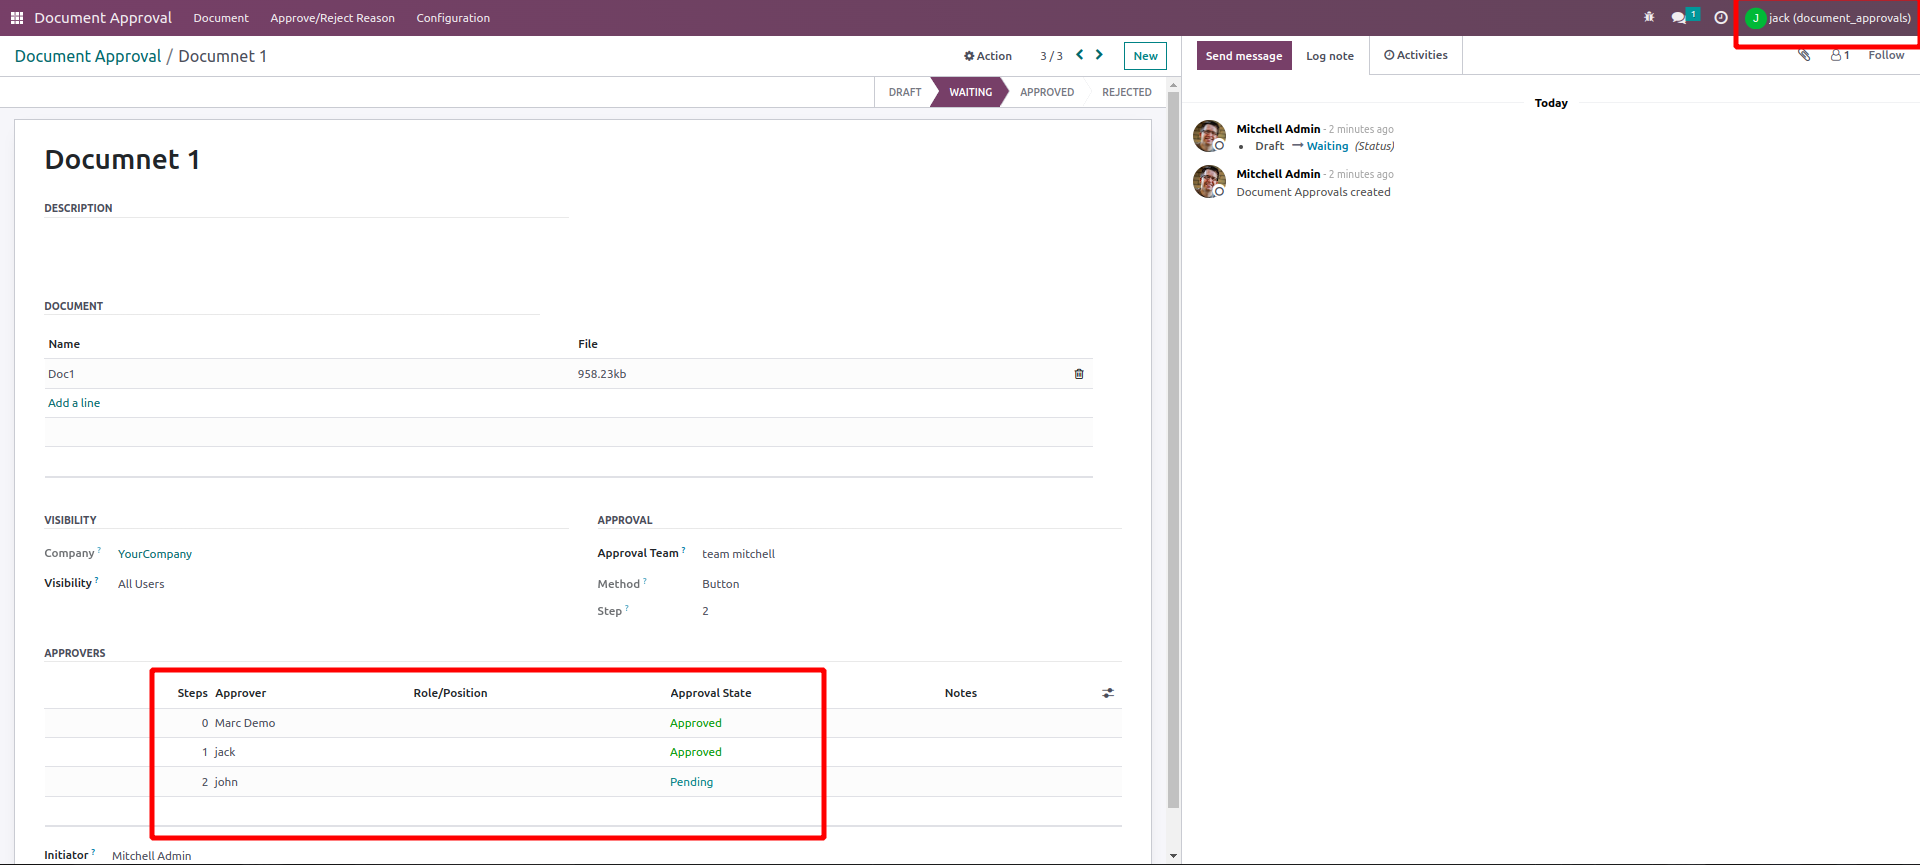 Document Approval Document Approve/Reject Reason Configuration 1 J jack (document_approvals)
Document Approval / Documnet 1 Action 3 / 3 New Send message Log note Activities 1 Follow
DRAFT WAITING APPROVED REJECTED
Today
Mitchell Admin - 2 minutes ago
• Draft → Waiting (Status)
Mitchell Admin - 2 minutes ago
Document Approvals created
Documnet 1
DESCRIPTION
DOCUMENT
Name File
Doc1 958.23kb
Add a line
VISIBILITY APPROVAL
Company ? YourCompany Approval Team ? team mitchell
Visibility ? All Users Method ? Button
Step ? 2
APPROVERS
Steps Approver Role/Position Approval State Notes
0 Marc Demo Approved
1 jack Approved
2 john Pending
Initiator ? Mitchell Admin